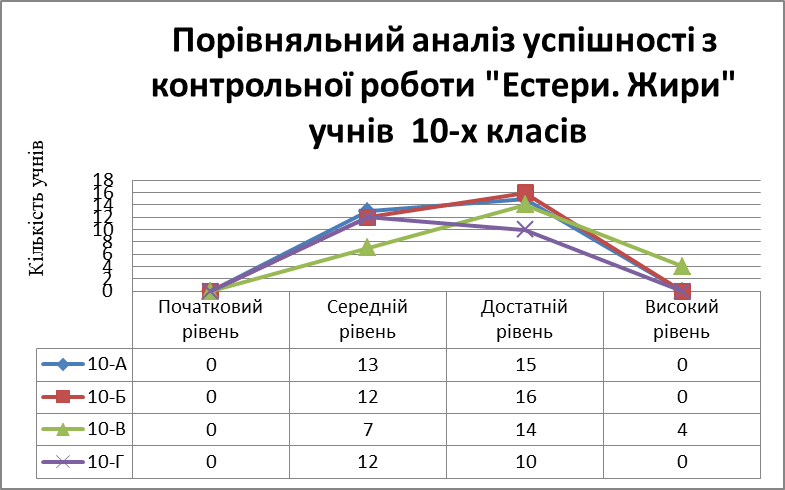 Порівняльний аналіз успішності з
контрольної роботи "Естери. Жири"
учнів 10-х класів
Кількість учнів
18
16
14
12
10
8
6
4
2
0
Початковий рівень Середній рівень Достатній рівень Високий рівень
10-А 0 13 15 0
10-Б 0 12 16 0
10-В 0 7 14 4
10-Г 0 12 10 0